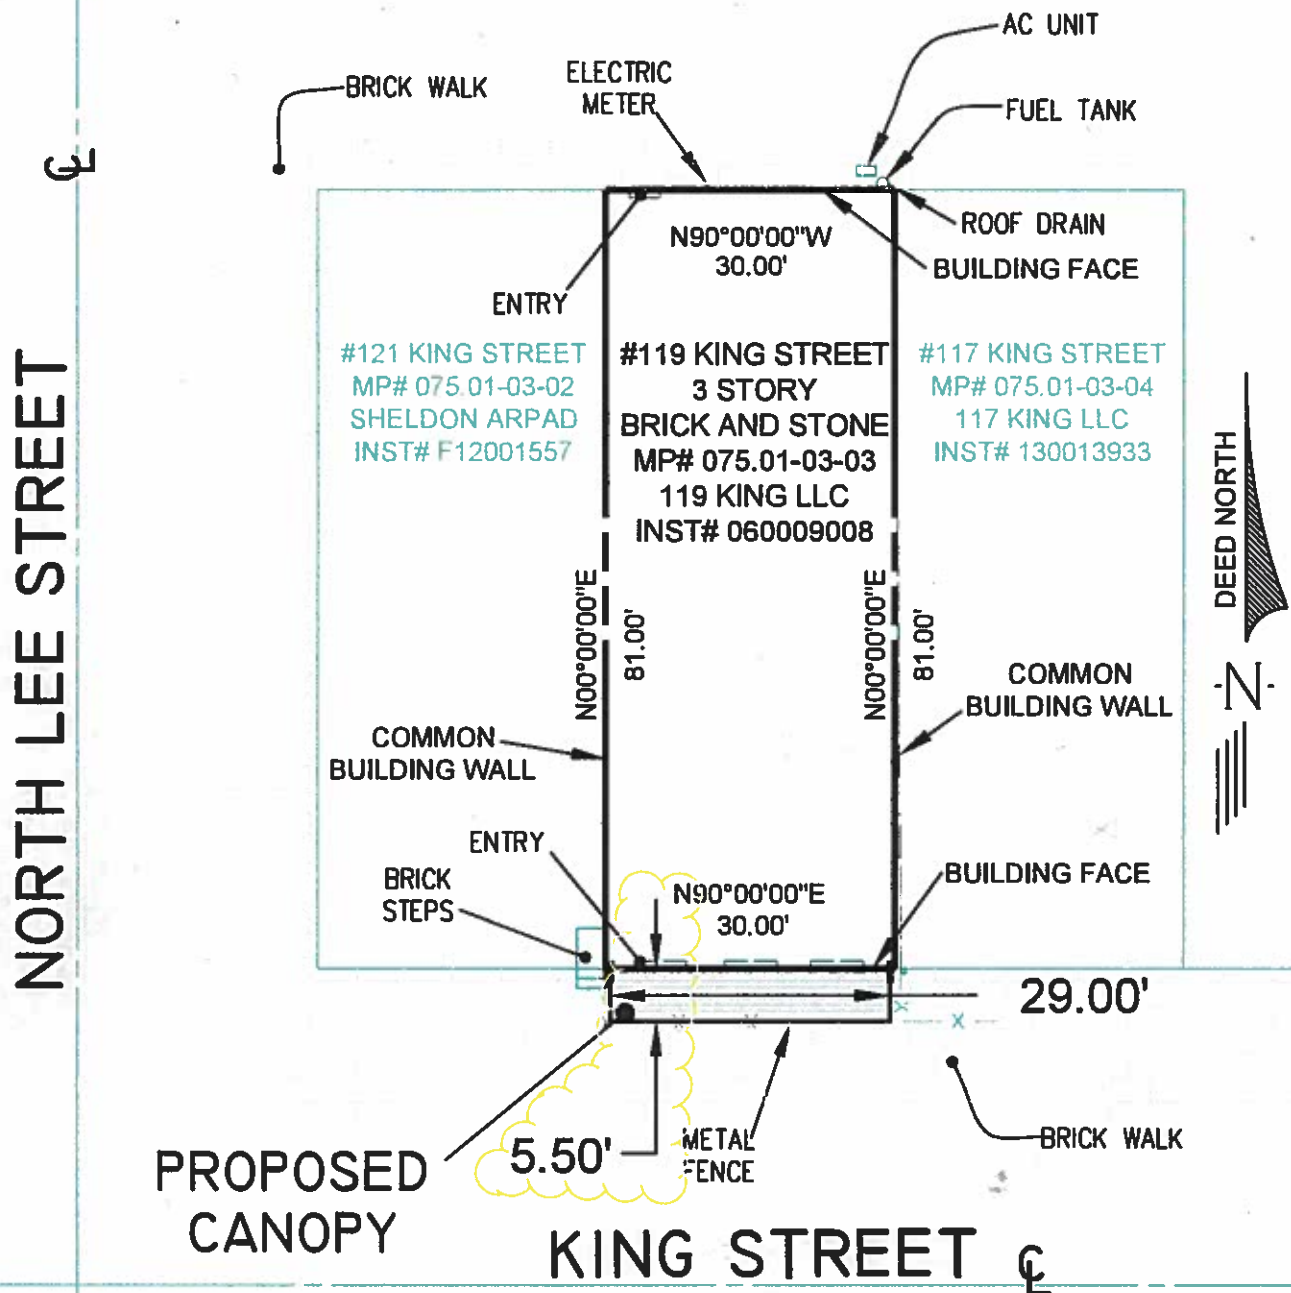 AC UNIT
BRICK WALK
ELECTRIC
METER
FUEL TANK
ROOF DRAIN
N90°00'00"W
30.00'
BUILDING FACE
ENTRY
#121 KING STREET
MP# 075.01-03-02
SHELDON ARPAD
INST# F12001557
#119 KING STREET
3 STORY
BRICK AND STONE
MP# 075.01-03-03
119 KING LLC
INST# 060009008
#117 KING STREET
MP# 075.01-03-04
117 KING LLC
INST# 130013933
NORTH LEE STREET
DEED NORTH
-N-
N00°00'00"E
81.00'
N00°00'00"E
81.00'
COMMON
BUILDING WALL
COMMON
BUILDING WALL
ENTRY
BRICK
STEPS
N90°00'00"E
30.00'
BUILDING FACE
29.00'
5.50'
METAL
FENCE
BRICK WALK
PROPOSED
CANOPY
KING STREET